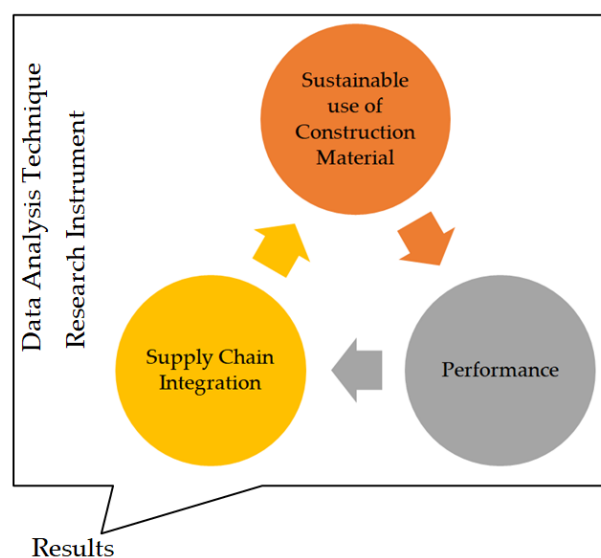 Data Analysis Technique
Research Instrument
Sustainable
use of
Construction
Material
Supply Chain
Integration
Performance
Results